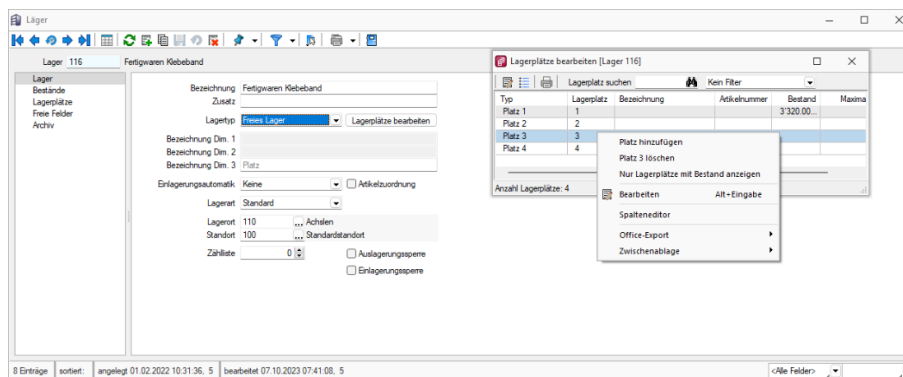 Läger
Lager 116 Fertigwaren Klebeband
Lager
Bestände
Lagerplätze
Freie Felder
Archiv
Bezeichnung Fertigwaren Klebeband
Zusatz
Lagertyp Freies Lager Lagerplätze bearbeiten
Bezeichnung Dim. 1
Bezeichnung Dim. 2
Bezeichnung Dim. 3 Platz
Einlagerungsautomatik Keine Artikelzuordnung
Lagerart Standard
Lagerort 110 ... Achslen
Standort 100 ... Standardstandort
Zählliste 0 Auslagerungssperre
Einlagerungssperre
Lagerplätze bearbeiten [Lager 116]
Lagerplatz suchen Kein Filter
Typ Lagerplatz Bezeichnung Artikelnummer Bestand Maxima
Platz 1 1 3'320.00...
Platz 2 2
Platz 3 3
Platz 4 4
Anzahl Lagerplätze: 4
Platz hinzufügen
Platz 3 löschen
Nur Lagerplätze mit Bestand anzeigen
Bearbeiten Alt+Eingabe
Spalteneditor
Office-Export
Zwischenablage
8 Einträge sortiert: angelegt 01.02.2022 10:31:36, 5 bearbeitet 07.10.2023 07:41:08, 5 <Alle Felder>